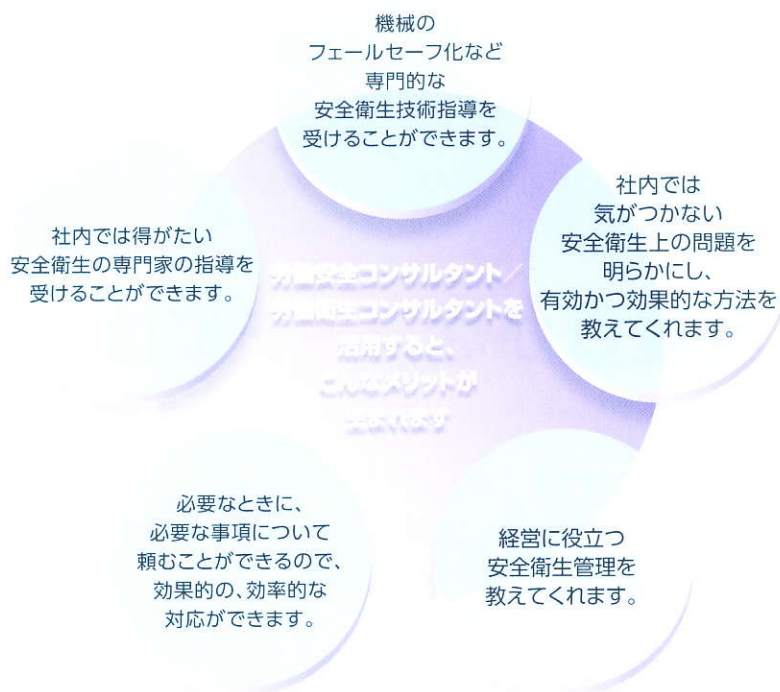 機械の
フェールセーフ化など
専門的な
安全衛生技術指導を
受けることができます。
社内では
気がつかない
安全衛生上の問題を
明らかにし、
有効かつ効果的な方法を
教えてくれます。
社内では得がたい
安全衛生の専門家の指導を
受けることができます。
労働安全コンサルタント／
労働衛生コンサルタントを
活用すると、
こんなメリットが
生まれます
必要なときに、
必要な事項について
頼むことができるので、
効果的の、効率的な
対応ができます。
経営に役立つ
安全衛生管理を
教えてくれます。